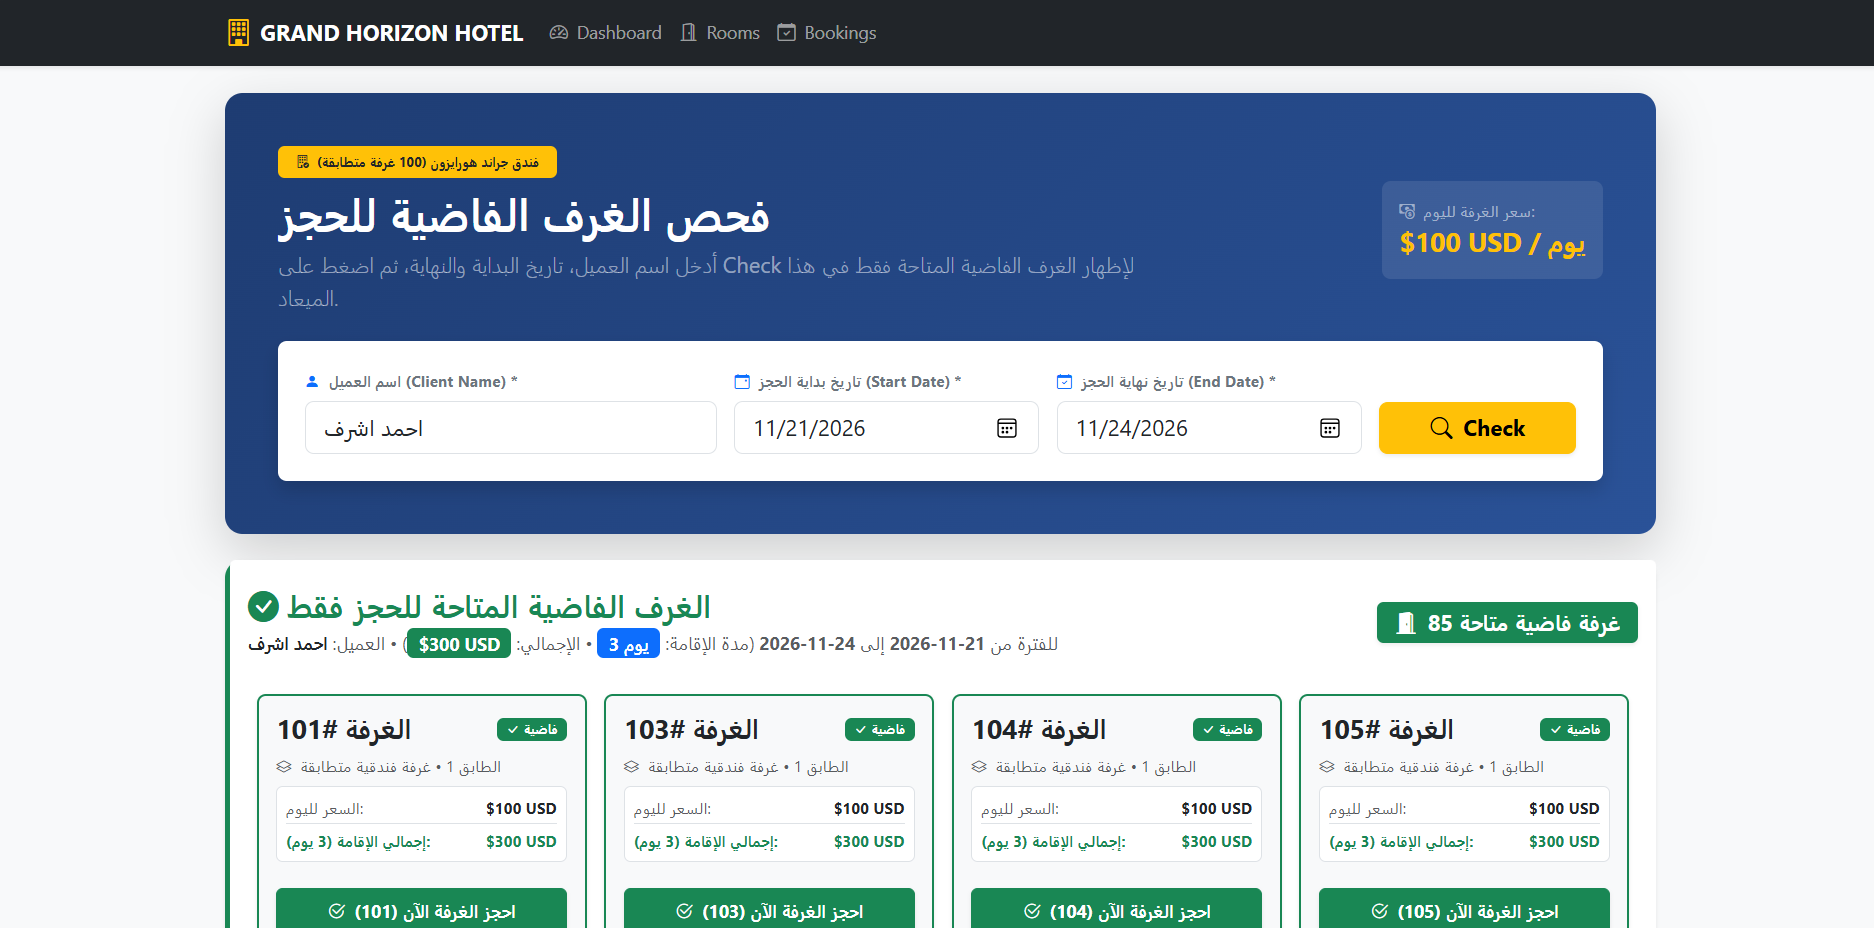 GRAND HORIZON HOTEL
Dashboard
Rooms
Bookings
فندق جراند هورايزون (100 غرفة متطابقة)
فحص الغرف الفاضية للحجز
أدخل اسم العميل، تاريخ البداية والنهاية، ثم اضغط على Check لإظهار الغرف الفاضية المتاحة فقط في هذا
الميعاد.
سعر الغرفة لليوم:
$100 USD / يوم
اسم العميل (Client Name) *
تاريخ بداية الحجز (Start Date) *
تاريخ نهاية الحجز (End Date) *
احمد اشرف
11/21/2026
11/24/2026
Check
الغرف الفاضية المتاحة للحجز فقط
للفترة من 2026-11-21 إلى 2026-11-24 (مدة الإقامة: 3 يوم • الإجمالي: $300 USD) • العميل: احمد اشرف
85 غرفة فاضية متاحة
الغرفة #101
فاضية
الطابق 1 • غرفة فندقية متطابقة
السعر لليوم:
$100 USD
إجمالي الإقامة (3 يوم):
$300 USD
احجز الغرفة الآن (101)
الغرفة #103
فاضية
الطابق 1 • غرفة فندقية متطابقة
السعر لليوم:
$100 USD
إجمالي الإقامة (3 يوم):
$300 USD
احجز الغرفة الآن (103)
الغرفة #104
فاضية
الطابق 1 • غرفة فندقية متطابقة
السعر لليوم:
$100 USD
إجمالي الإقامة (3 يوم):
$300 USD
احجز الغرفة الآن (104)
الغرفة #105
فاضية
الطابق 1 • غرفة فندقية متطابقة
السعر لليوم:
$100 USD
إجمالي الإقامة (3 يوم):
$300 USD
احجز الغرفة الآن (105)